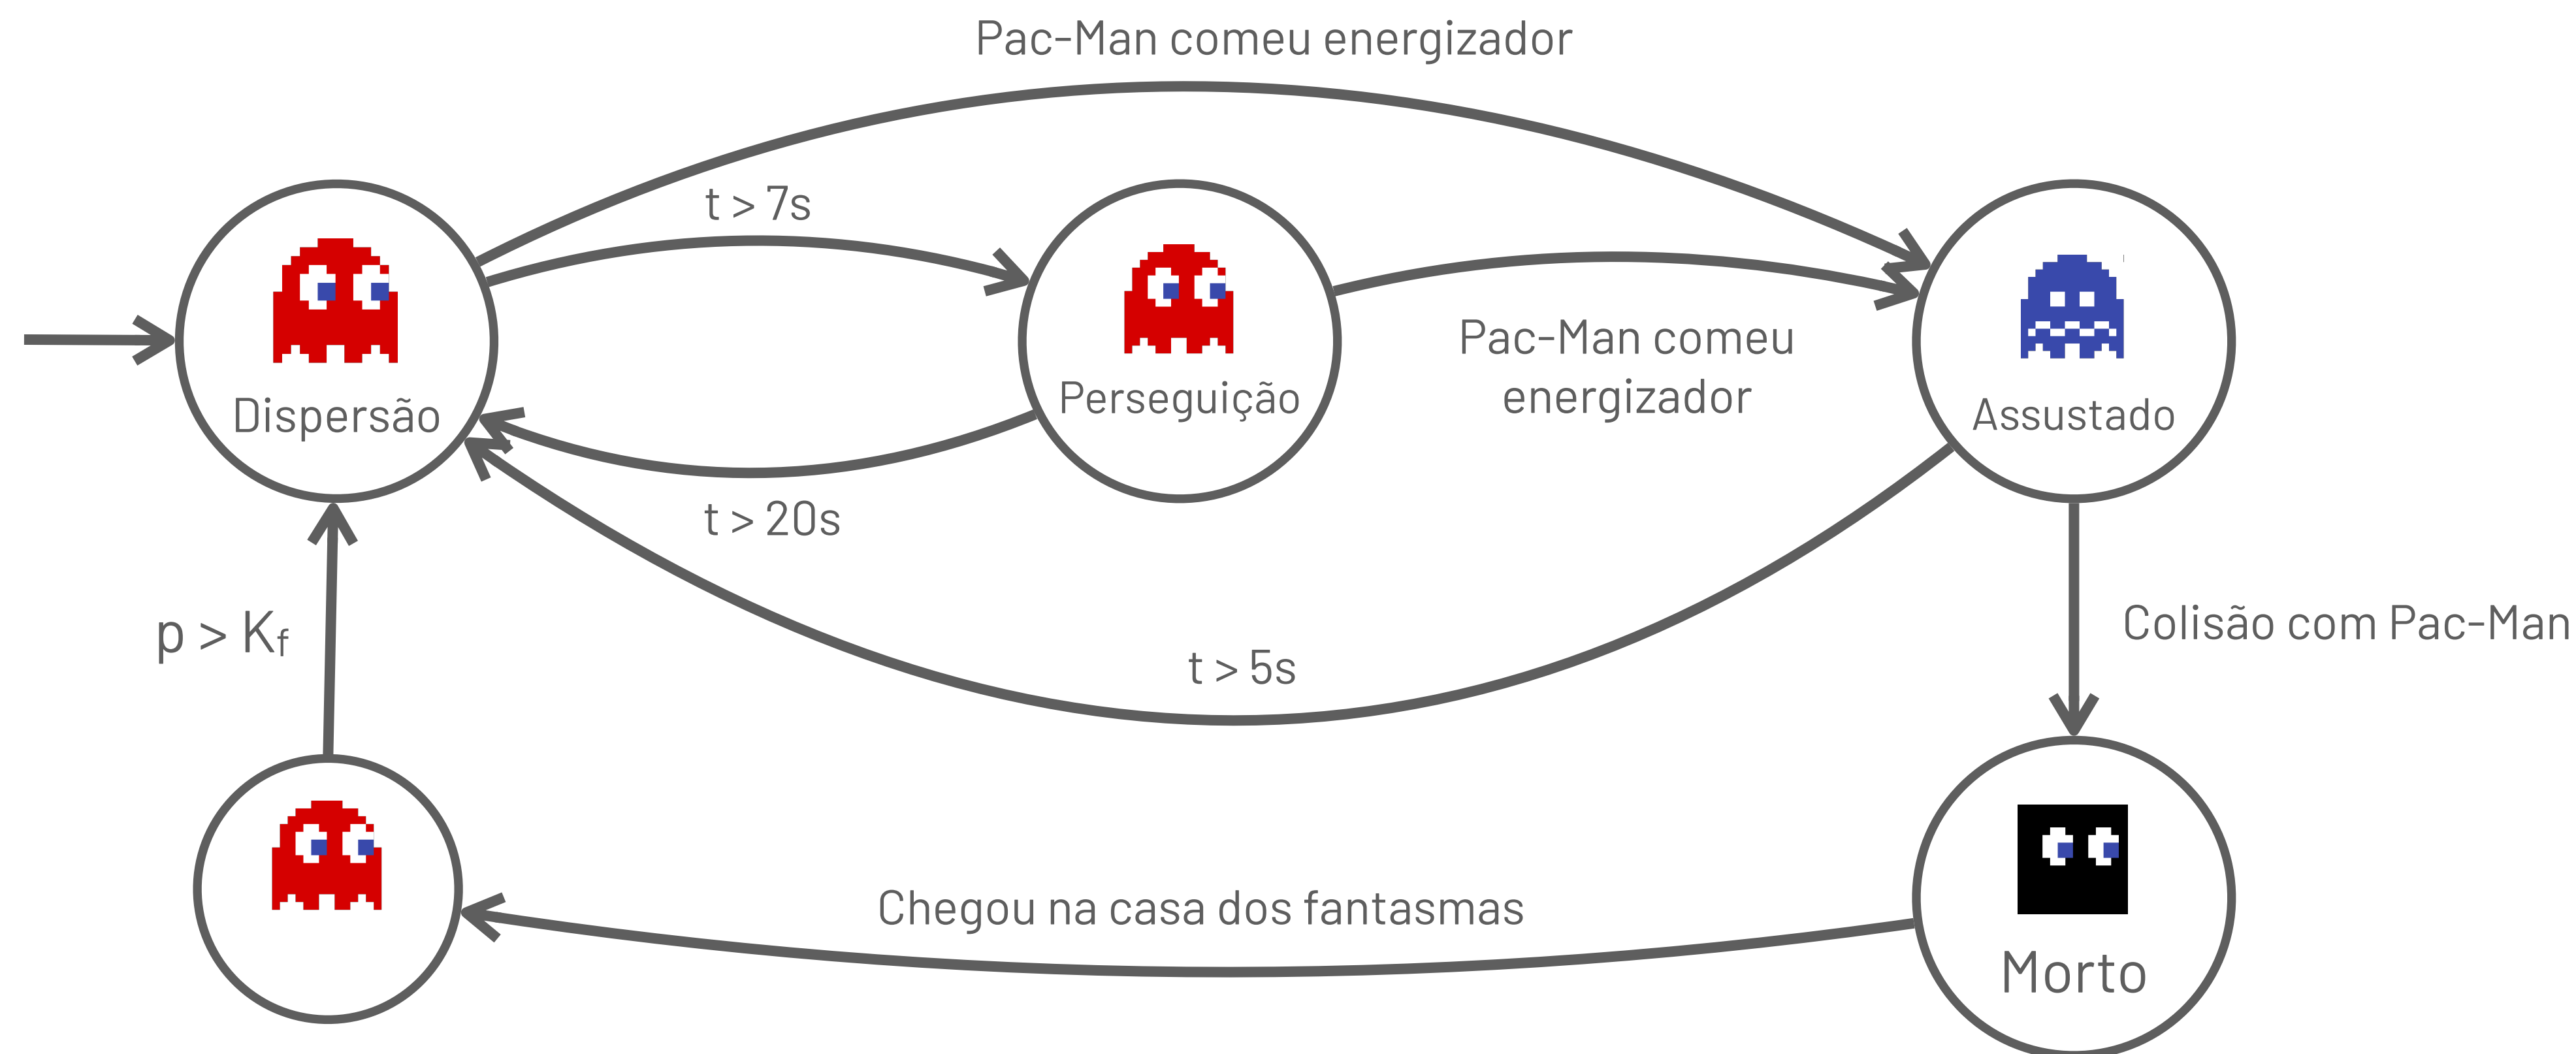 Pac-Man comeu energizador
t > 7s
Pac-Man comeu
energizador
Dispersão
Perseguição
Assustado
t > 20s
p > Kf
t > 5s
Colisão com Pac-Man
Chegou na casa dos fantasmas
Morto